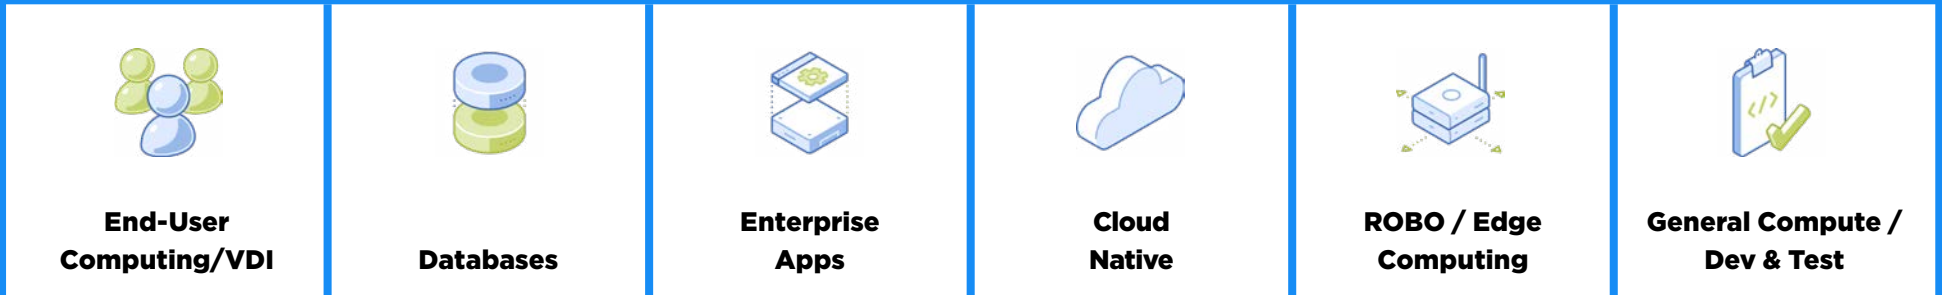 End-User
Computing/VDI
Databases
Enterprise
Apps
Cloud
Native
ROBO / Edge
Computing
General Compute /
Dev & Test